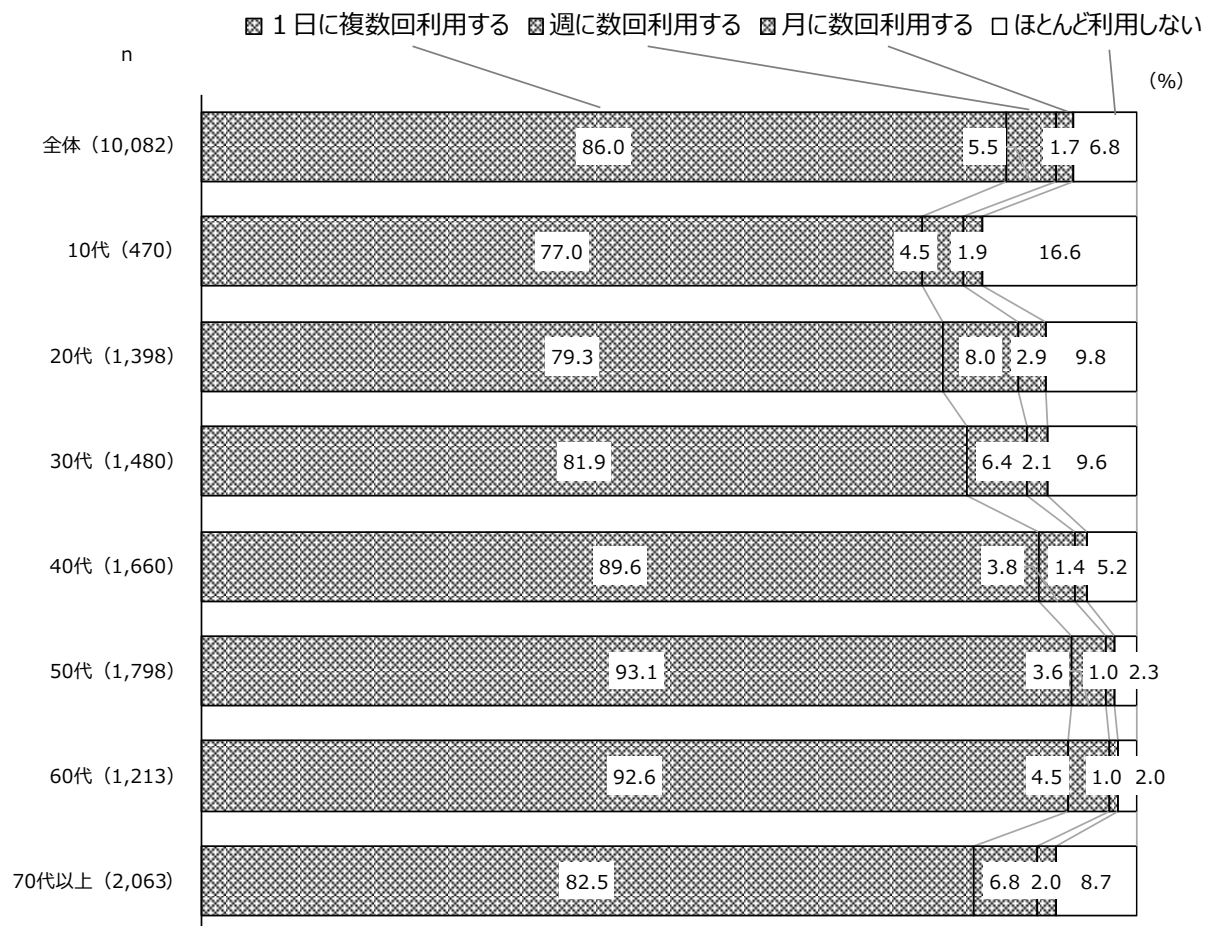 １日に複数回利用する 週に数回利用する 月に数回利用する ほとんど利用しない
n
(%)
全体（10,082） 86.0 5.5 1.7 6.8
10代（470） 77.0 4.5 1.9 16.6
20代（1,398） 79.3 8.0 2.9 9.8
30代（1,480） 81.9 6.4 2.1 9.6
40代（1,660） 89.6 3.8 1.4 5.2
50代（1,798） 93.1 3.6 1.0 2.3
60代（1,213） 92.6 4.5 1.0 2.0
70代以上（2,063） 82.5 6.8 2.0 8.7